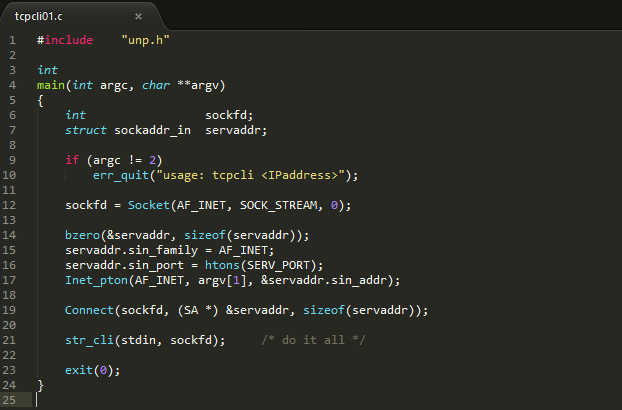 tcpcli01.c ×
1 #include    "unp.h"
2
3 int
4 main(int argc, char **argv)
5 {
6     int                 sockfd;
7     struct sockaddr_in  servaddr;
8
9     if (argc != 2)
10         err_quit("usage: tcpcli <IPaddress>");
11
12     sockfd = Socket(AF_INET, SOCK_STREAM, 0);
13
14     bzero(&servaddr, sizeof(servaddr));
15     servaddr.sin_family = AF_INET;
16     servaddr.sin_port = htons(SERV_PORT);
17     Inet_pton(AF_INET, argv[1], &servaddr.sin_addr);
18
19     Connect(sockfd, (SA *) &servaddr, sizeof(servaddr));
20
21     str_cli(stdin, sockfd);     /* do it all */
22
23     exit(0);
24 }
25